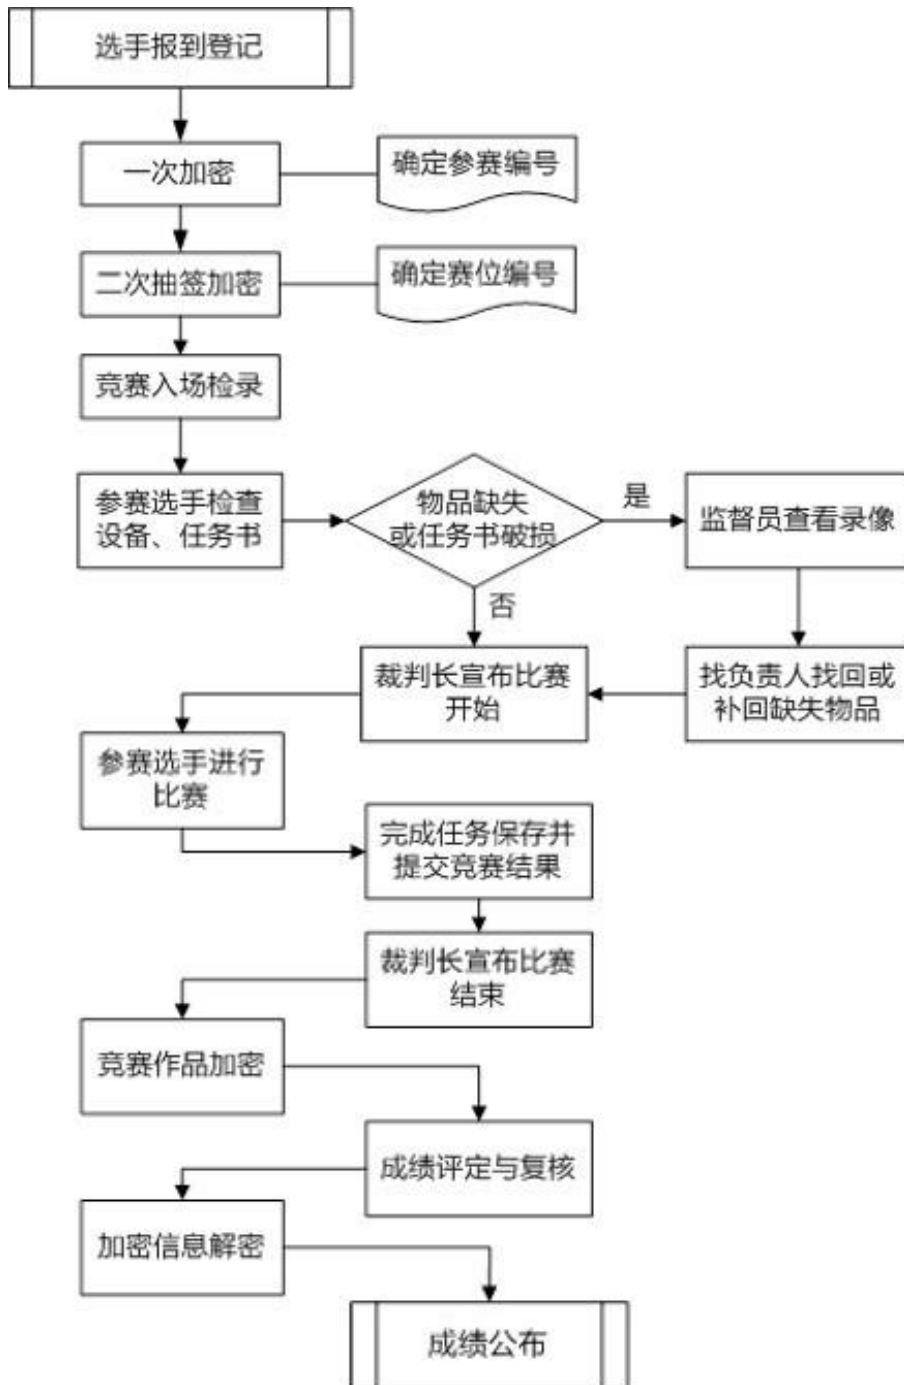 选手报到登记
一次加密
确定参赛编号
二次抽签加密
确定赛位编号
竞赛入场检录
参赛选手检查
设备、任务书
物品缺失
或任务书破损
是
监督员查看录像
否
裁判长宣布比赛
开始
找负责人找回或
补回缺失物品
参赛选手进行
比赛
完成任务保存并
提交竞赛结果
裁判长宣布比赛
结束
竞赛作品加密
成绩评定与复核
加密信息解密
成绩公布